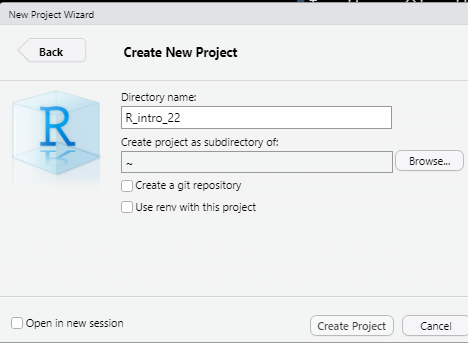 New Project Wizard
Back
Create New Project
R
Directory name:
R_intro_22
Create project as subdirectory of:
~
Browse...
Create a git repository
Use renv with this project
Open in new session
Create Project
Cancel